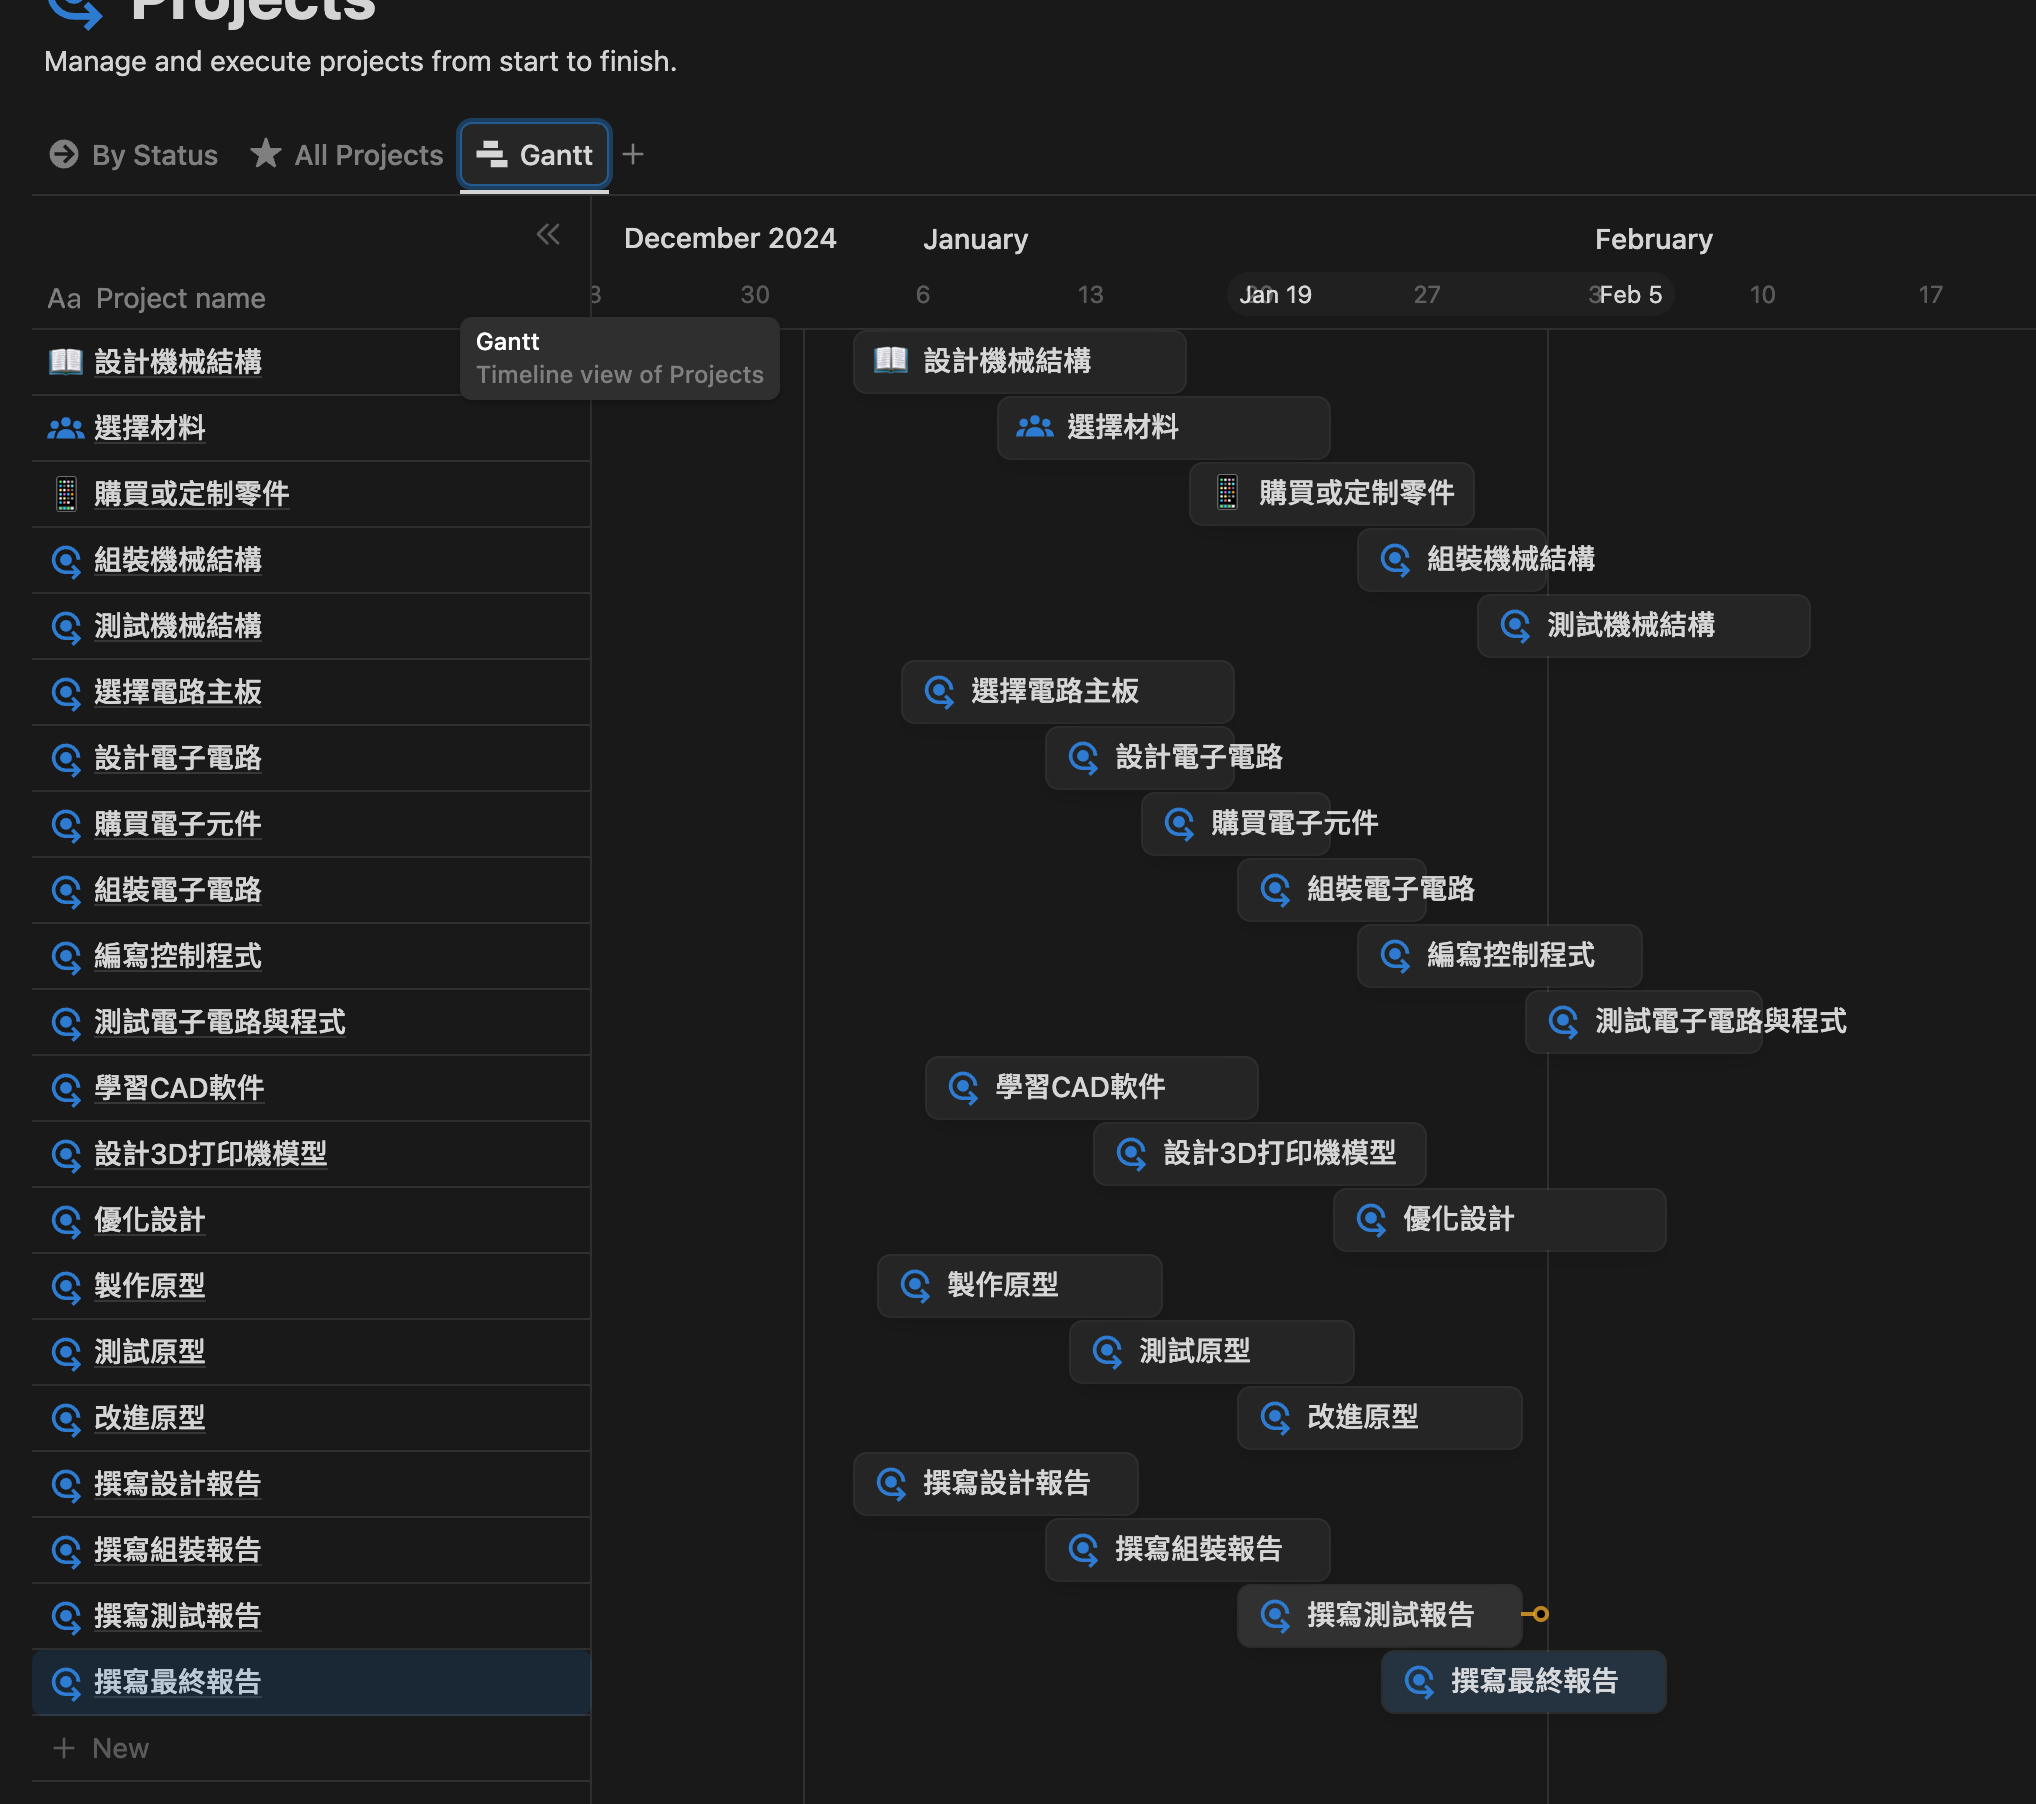 Projects
Manage and execute projects from start to finish.
By Status
All Projects
Gantt
December 2024
January
February
Aa Project name
30
6
13
Jan 19
27
3
Feb 5
10
17
Gantt
Timeline view of Projects
設計機械結構
設計機械結構
選擇材料
選擇材料
購買或定制零件
購買或定制零件
組裝機械結構
組裝機械結構
測試機械結構
測試機械結構
選擇電路主板
選擇電路主板
設計電子電路
設計電子電路
購買電子元件
購買電子元件
組裝電子電路
組裝電子電路
編寫控制程式
編寫控制程式
測試電子電路與程式
測試電子電路與程式
學習CAD軟件
學習CAD軟件
設計3D打印機模型
設計3D打印機模型
優化設計
優化設計
製作原型
製作原型
測試原型
測試原型
改進原型
改進原型
撰寫設計報告
撰寫設計報告
撰寫組裝報告
撰寫組裝報告
撰寫測試報告
撰寫測試報告
撰寫最終報告
撰寫最終報告
New